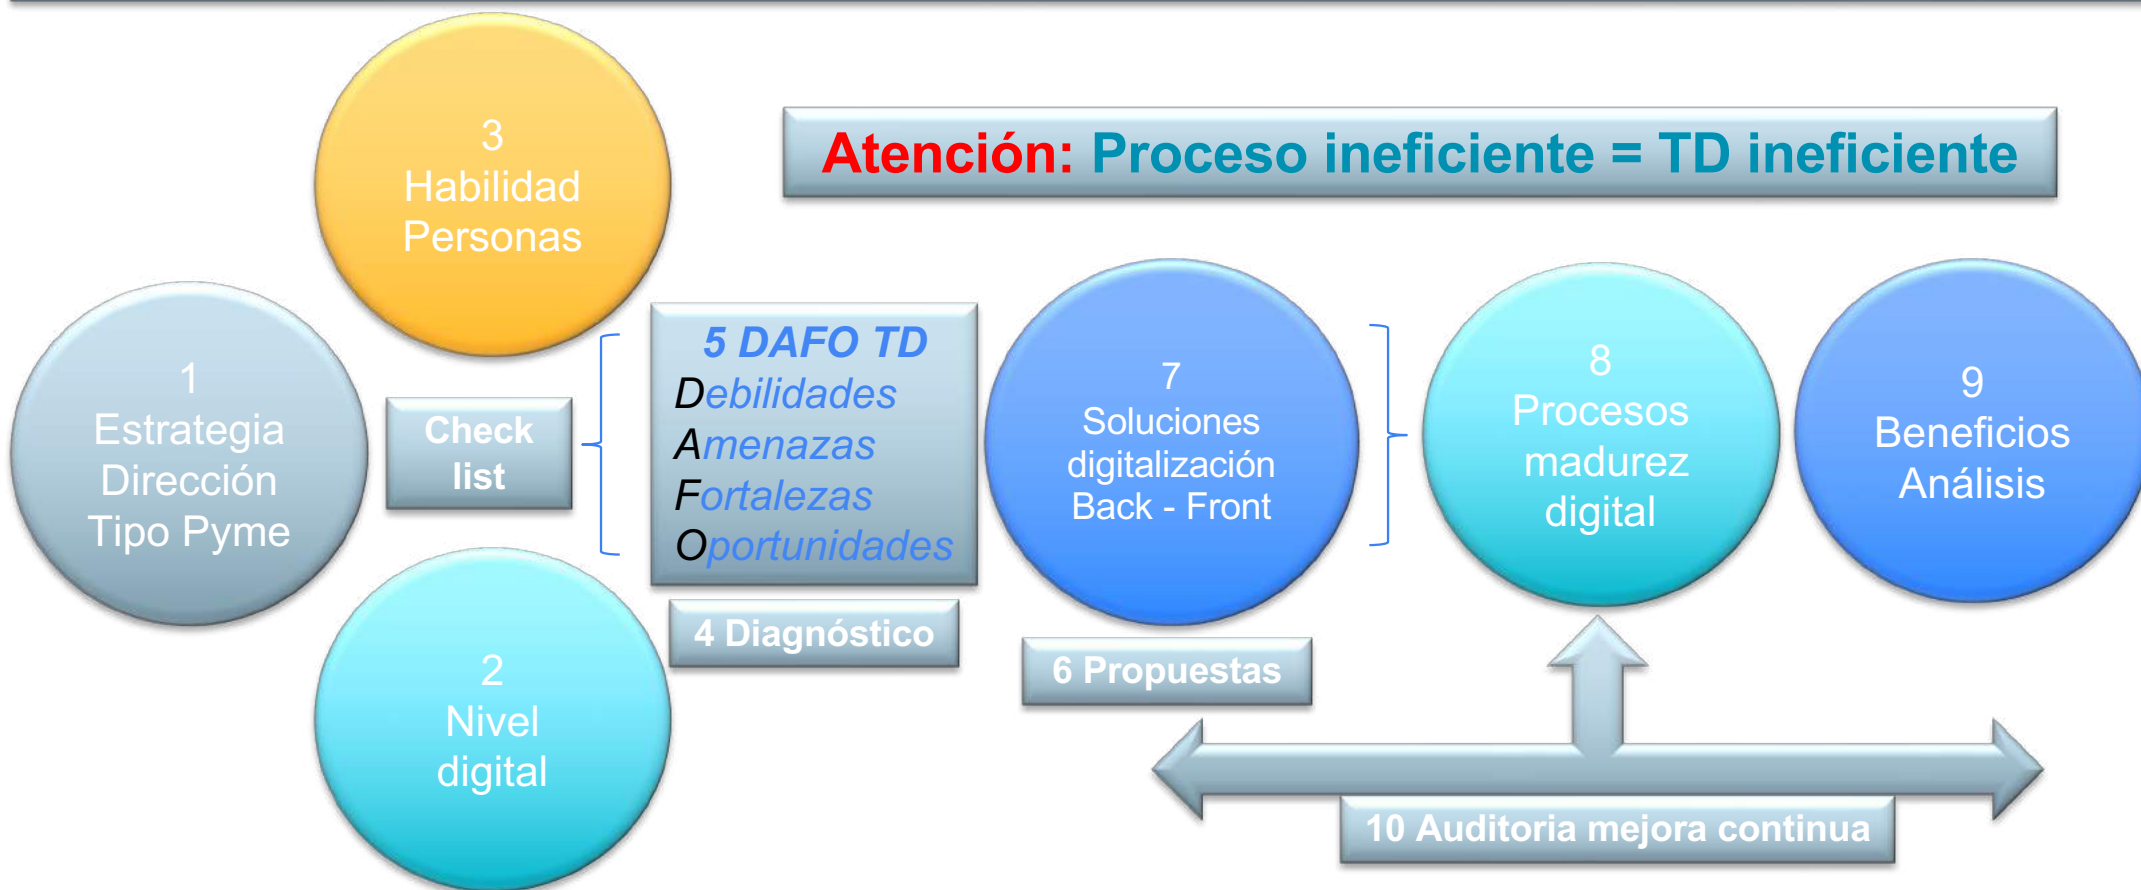 Atención: Proceso ineficiente = TD ineficiente
1
Estrategia
Dirección
Tipo Pyme
2
Nivel
digital
3
Habilidad
Personas
Check
list
5 DAFO TD
Debilidades
Amenazas
Fortalezas
Oportunidades
4 Diagnóstico
7
Soluciones
digitalización
Back - Front
6 Propuestas
8
Procesos
madurez
digital
9
Beneficios
Análisis
10 Auditoria mejora continua